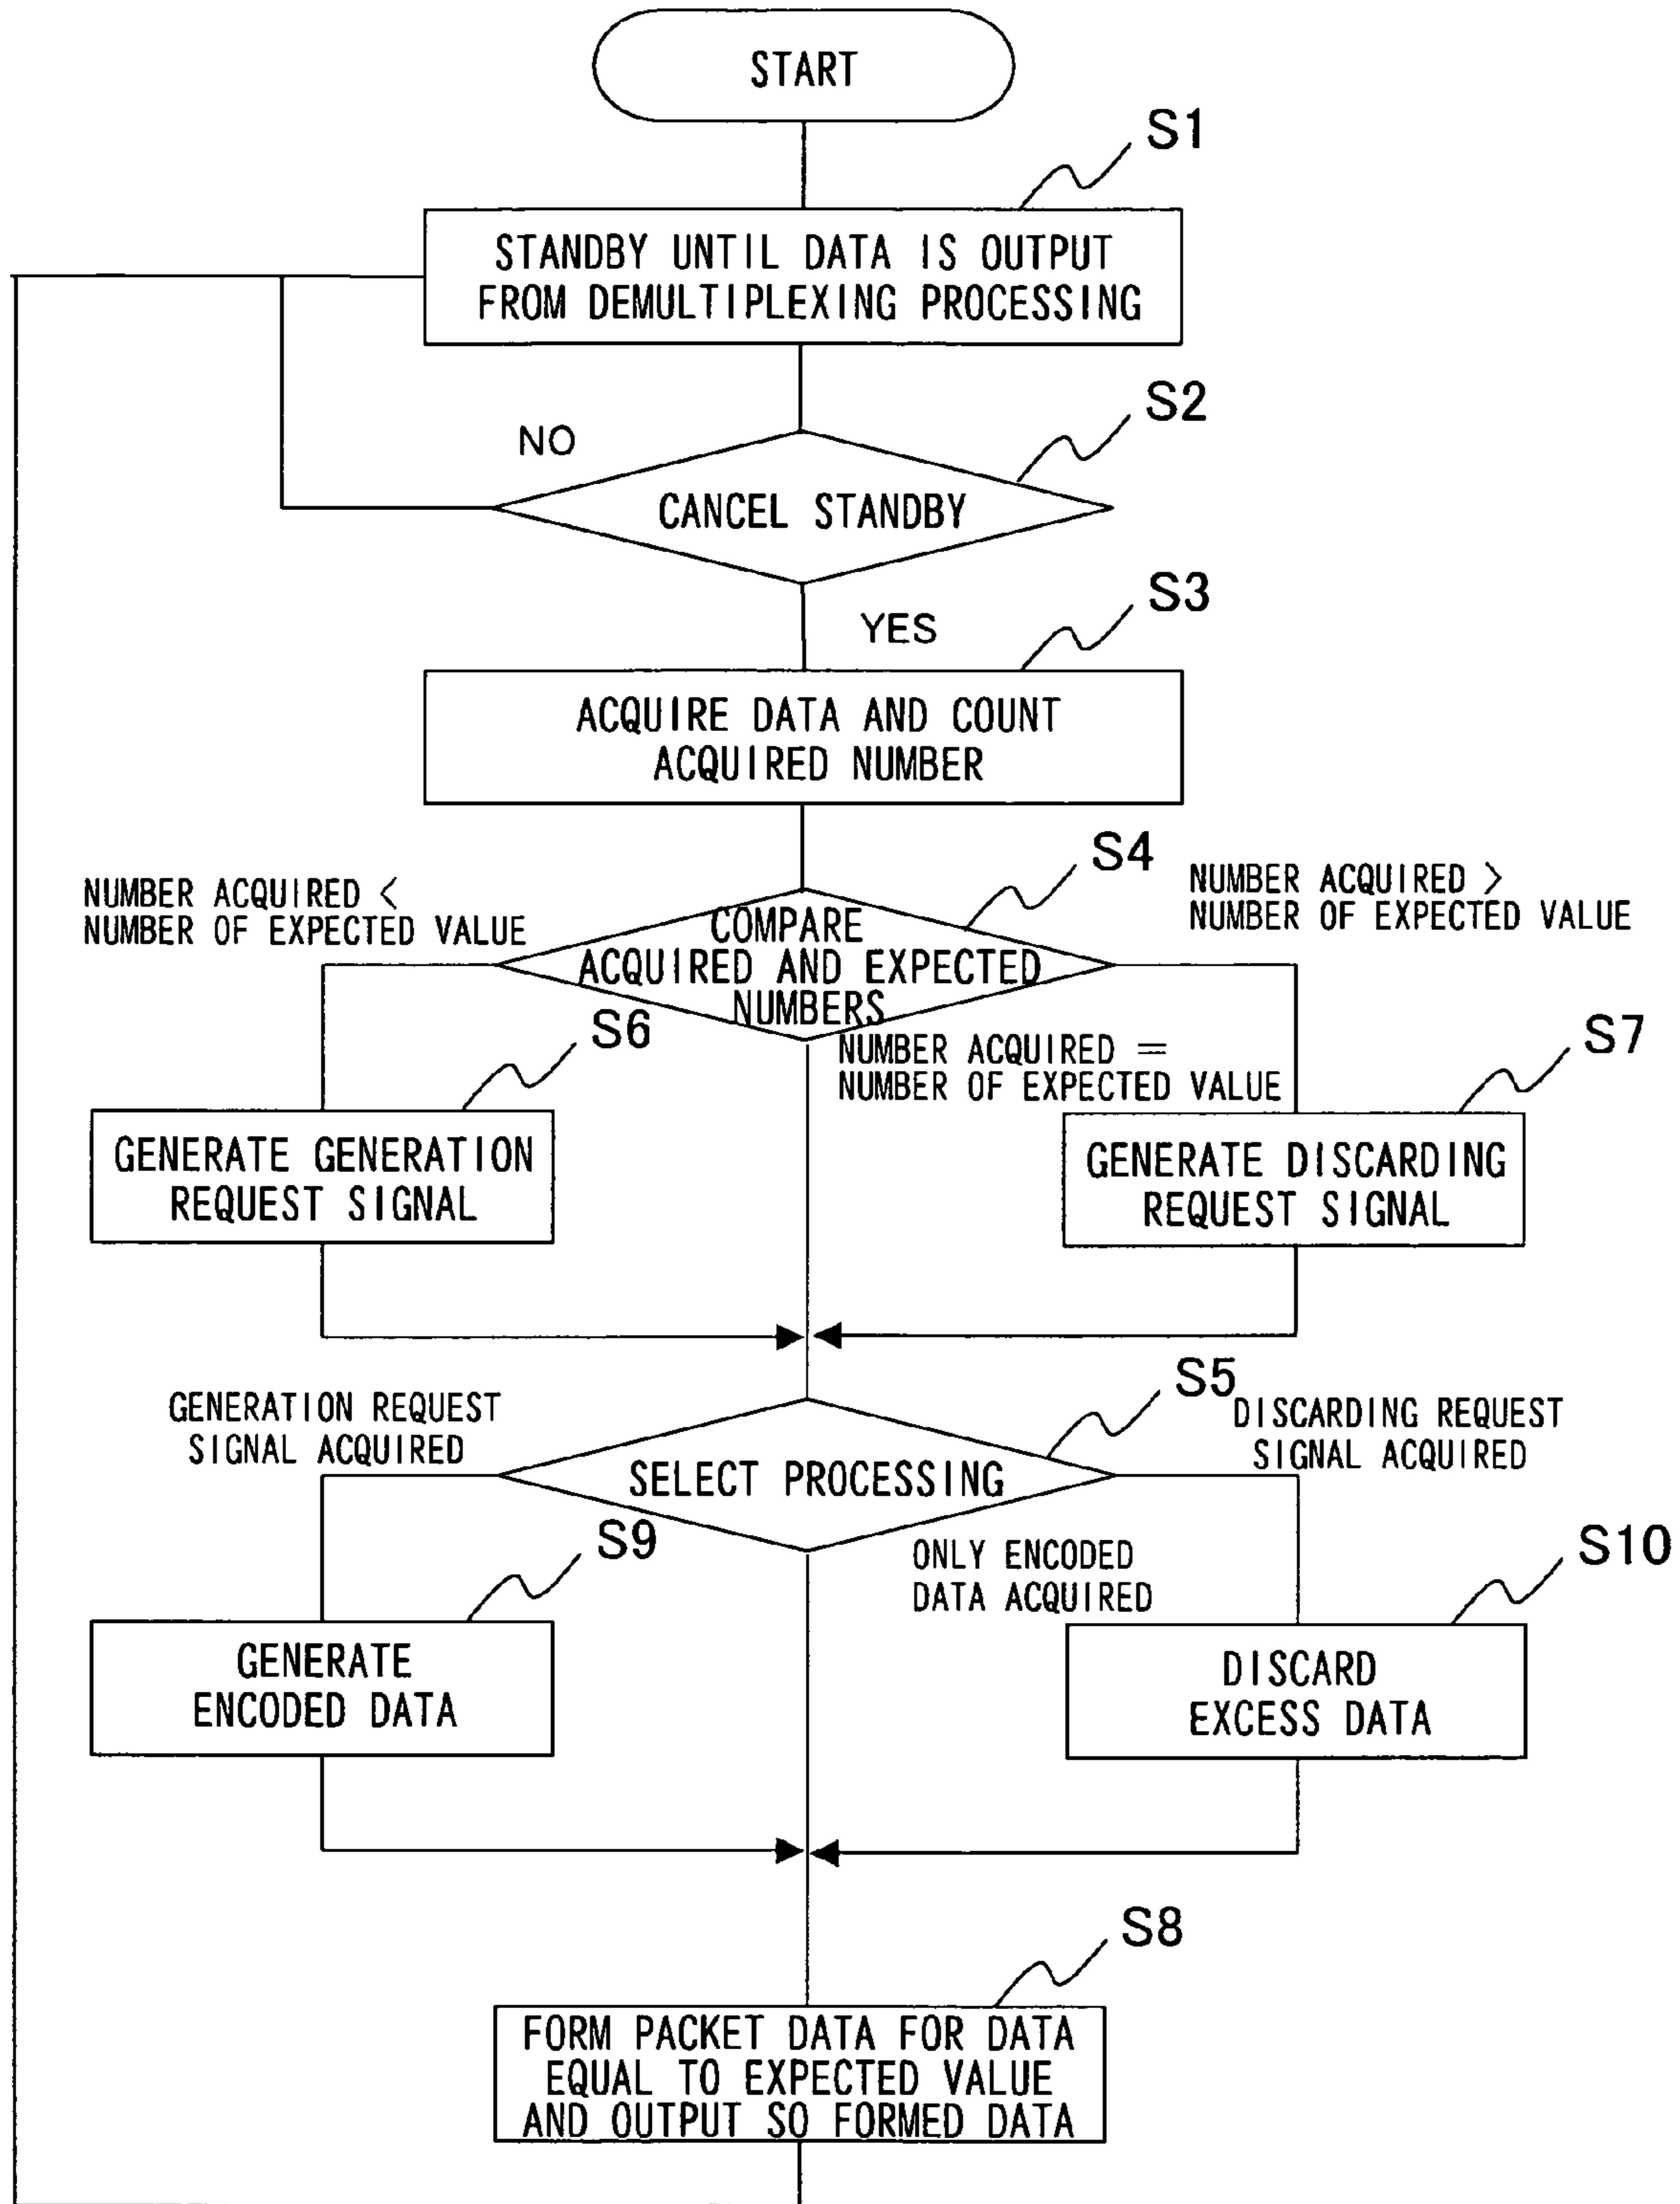 START
S1
STANDBY UNTIL DATA IS OUTPUT
FROM DEMULTIPLEXING PROCESSING
S2
NO
CANCEL STANDBY
S3
YES
ACQUIRE DATA AND COUNT
ACQUIRED NUMBER
S4
NUMBER ACQUIRED <
NUMBER OF EXPECTED VALUE
NUMBER ACQUIRED >
NUMBER OF EXPECTED VALUE
COMPARE
ACQUIRED AND EXPECTED
NUMBERS
S6
NUMBER ACQUIRED =
NUMBER OF EXPECTED VALUE
S7
GENERATE GENERATION
REQUEST SIGNAL
GENERATE DISCARDING
REQUEST SIGNAL
S5
GENERATION REQUEST
SIGNAL ACQUIRED
DISCARDING REQUEST
SIGNAL ACQUIRED
SELECT PROCESSING
S9
ONLY ENCODED
DATA ACQUIRED
S10
GENERATE
ENCODED DATA
DISCARD
EXCESS DATA
S8
FORM PACKET DATA FOR DATA
EQUAL TO EXPECTED VALUE
AND OUTPUT SO FORMED DATA